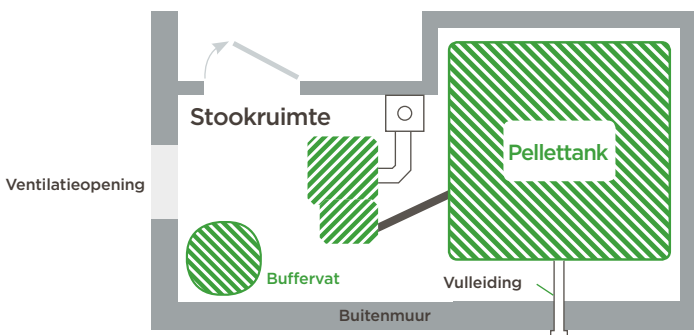 Stookruimte
Pellettank
Ventilatieopening
Buffervat
Vulleiding
Buitenmuur